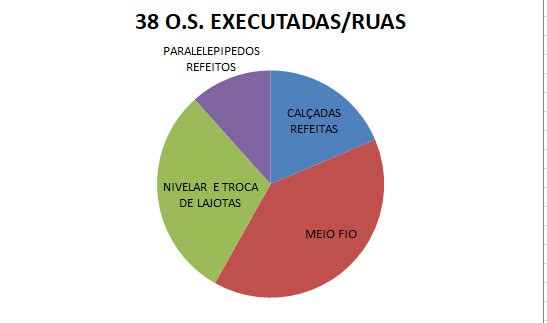 38 O.S. EXECUTADAS/RUAS
PARALELEPIPEDOS
REFEITOS
CALÇADAS
REFEITAS
NIVELAR E TROCA
DE LAJOTAS
MEIO FIO